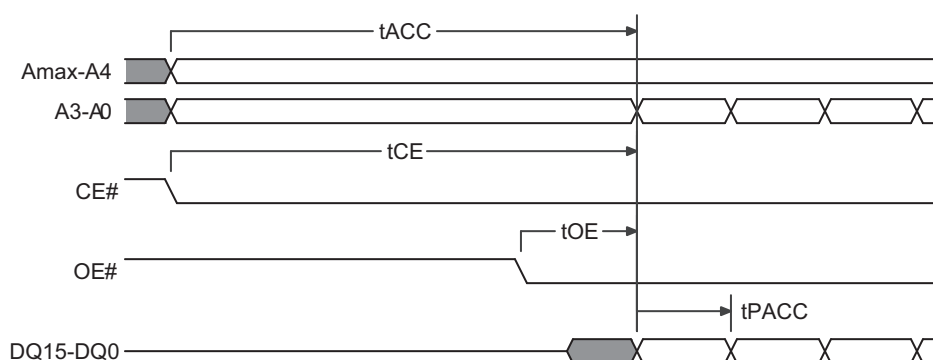 tACC
Amax-A4
A3-A0
tCE
CE#
tOE
OE#
tPACC
DQ15-DQ0